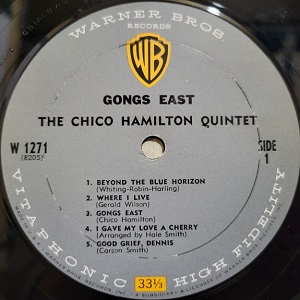 WARNER BROS
RECORDS
WB
GONGS EAST
THE CHICO HAMILTON QUINTET
W 1271
(8205)
SIDE
1
1. BEYOND THE BLUE HORIZON
(Whiting-Robin-Harling)
2. WHERE I LIVE
(Gerald Wilson)
3. GONGS EAST
(Chico Hamilton)
4. I GAVE MY LOVE A CHERRY
(Arranged by Hale Smith)
5. GOOD GRIEF, DENNIS
(Carson Smith)
VITAPHONIC HIGH FIDELITY
33⅓